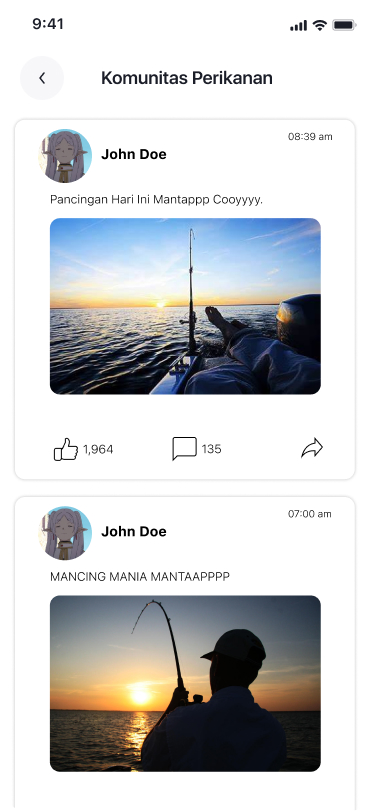 9:41
Komunitas Perikanan
08:39 am
John Doe
Pancingan Hari Ini Mantappp Cooyyyy.
1,964
135
07:00 am
John Doe
MANCING MANIA MANTAAPPPP